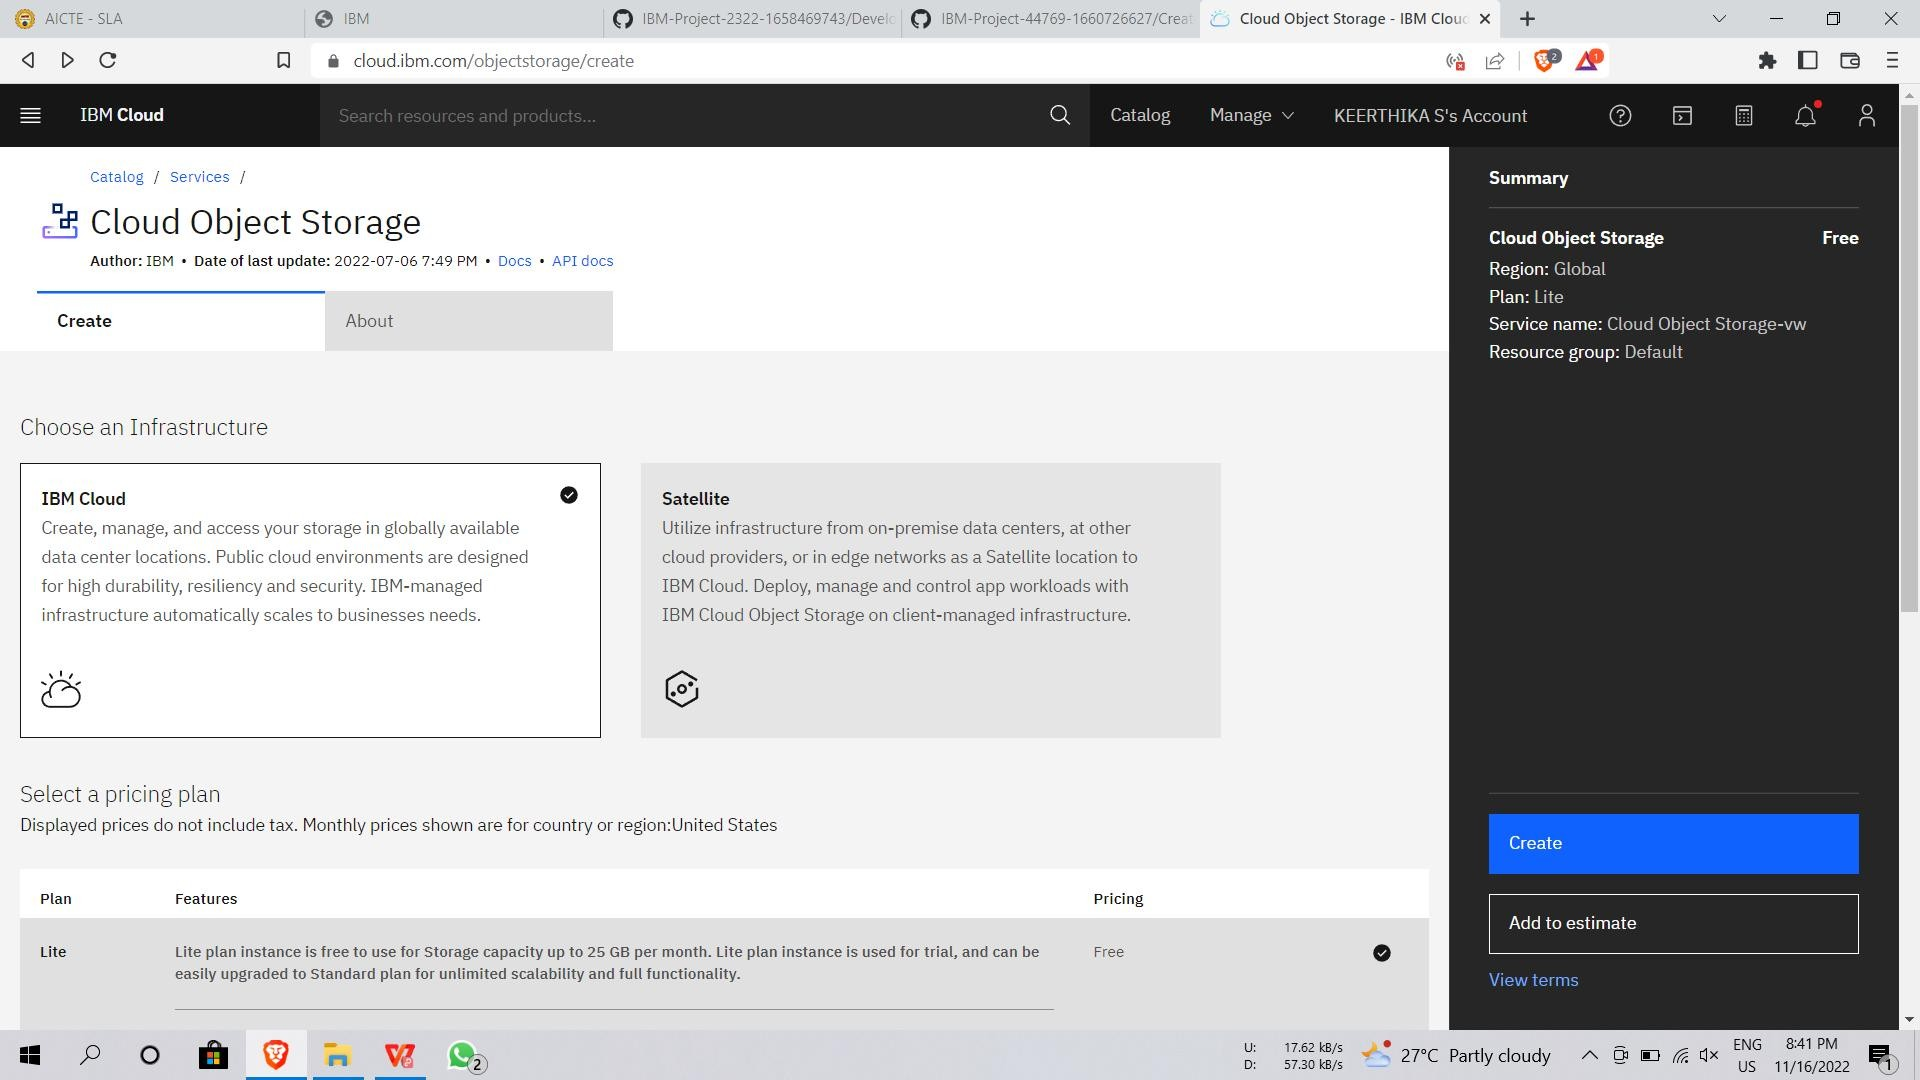 AICTE - SLA
IBM
IBM-Project-2322-1658469743/Develo
IBM-Project-44769-1660726627/Creat
Cloud Object Storage - IBM Cloud
cloud.ibm.com/objectstorage/create
2
1
IBM Cloud
Search resources and products...
Catalog
Manage
KEERTHIKA S's Account
Catalog / Services /
Cloud Object Storage
Author: IBM • Date of last update: 2022-07-06 7:49 PM • Docs • API docs
Create
About
Choose an Infrastructure
IBM Cloud
Create, manage, and access your storage in globally available
data center locations. Public cloud environments are designed
for high durability, resiliency and security. IBM-managed
infrastructure automatically scales to businesses needs.
Satellite
Utilize infrastructure from on-premise data centers, at other
cloud providers, or in edge networks as a Satellite location to
IBM Cloud. Deploy, manage and control app workloads with
IBM Cloud Object Storage on client-managed infrastructure.
Select a pricing plan
Displayed prices do not include tax. Monthly prices shown are for country or region:United States
Plan
Features
Pricing
Lite
Lite plan instance is free to use for Storage capacity up to 25 GB per month. Lite plan instance is used for trial, and can be
easily upgraded to Standard plan for unlimited scalability and full functionality.
Free
Summary
Cloud Object Storage
Free
Region: Global
Plan: Lite
Service name: Cloud Object Storage-vw
Resource group: Default
Create
Add to estimate
View terms
2
U: 17.62 kB/s
D: 57.30 kB/s
27°C Partly cloudy
ENG
US
8:41 PM
11/16/2022
1